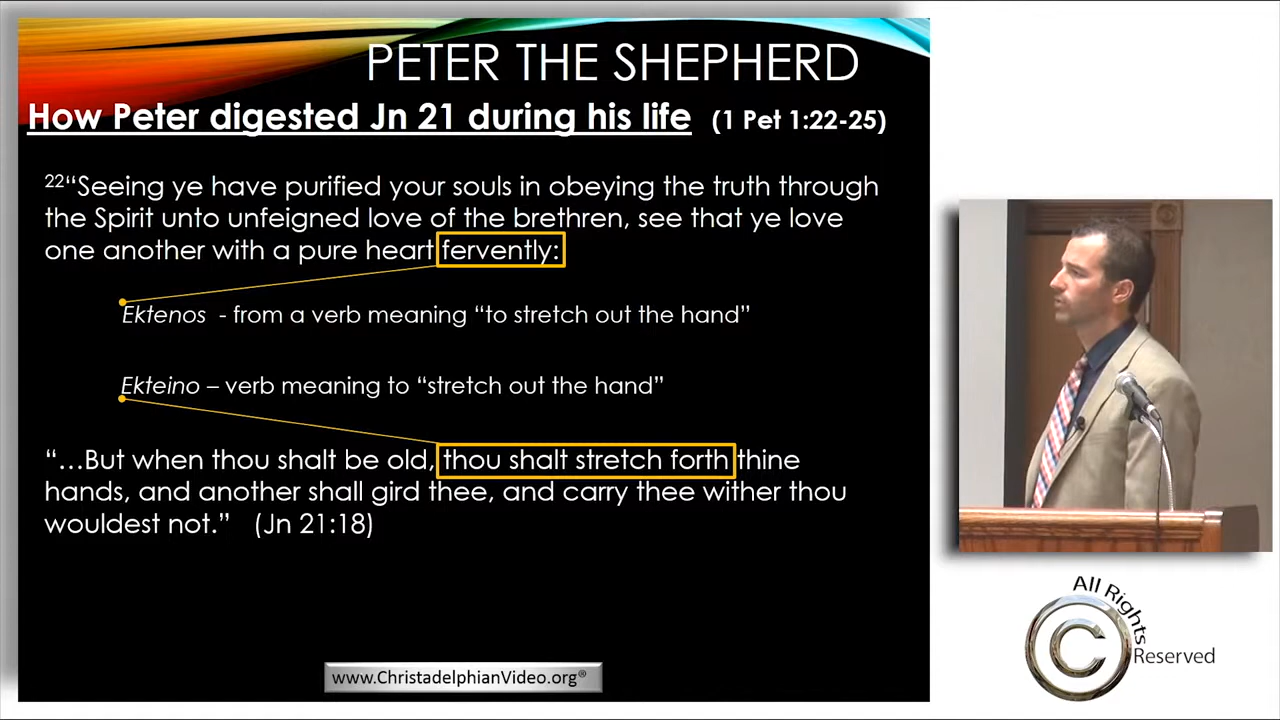 PETER THE SHEPHERD
How Peter digested Jn 21 during his life (1 Pet 1:22-25)
22“Seeing ye have purified your souls in obeying the truth through
the Spirit unto unfeigned love of the brethren, see that ye love
one another with a pure heart fervently:
Ektenos - from a verb meaning “to stretch out the hand”
Ekteino – verb meaning to “stretch out the hand”
“…But when thou shalt be old, thou shalt stretch forth thine
hands, and another shall gird thee, and carry thee wither thou
wouldest not.” (Jn 21:18)
www.ChristadelphianVideo.org®
All Rights
C
Reserved